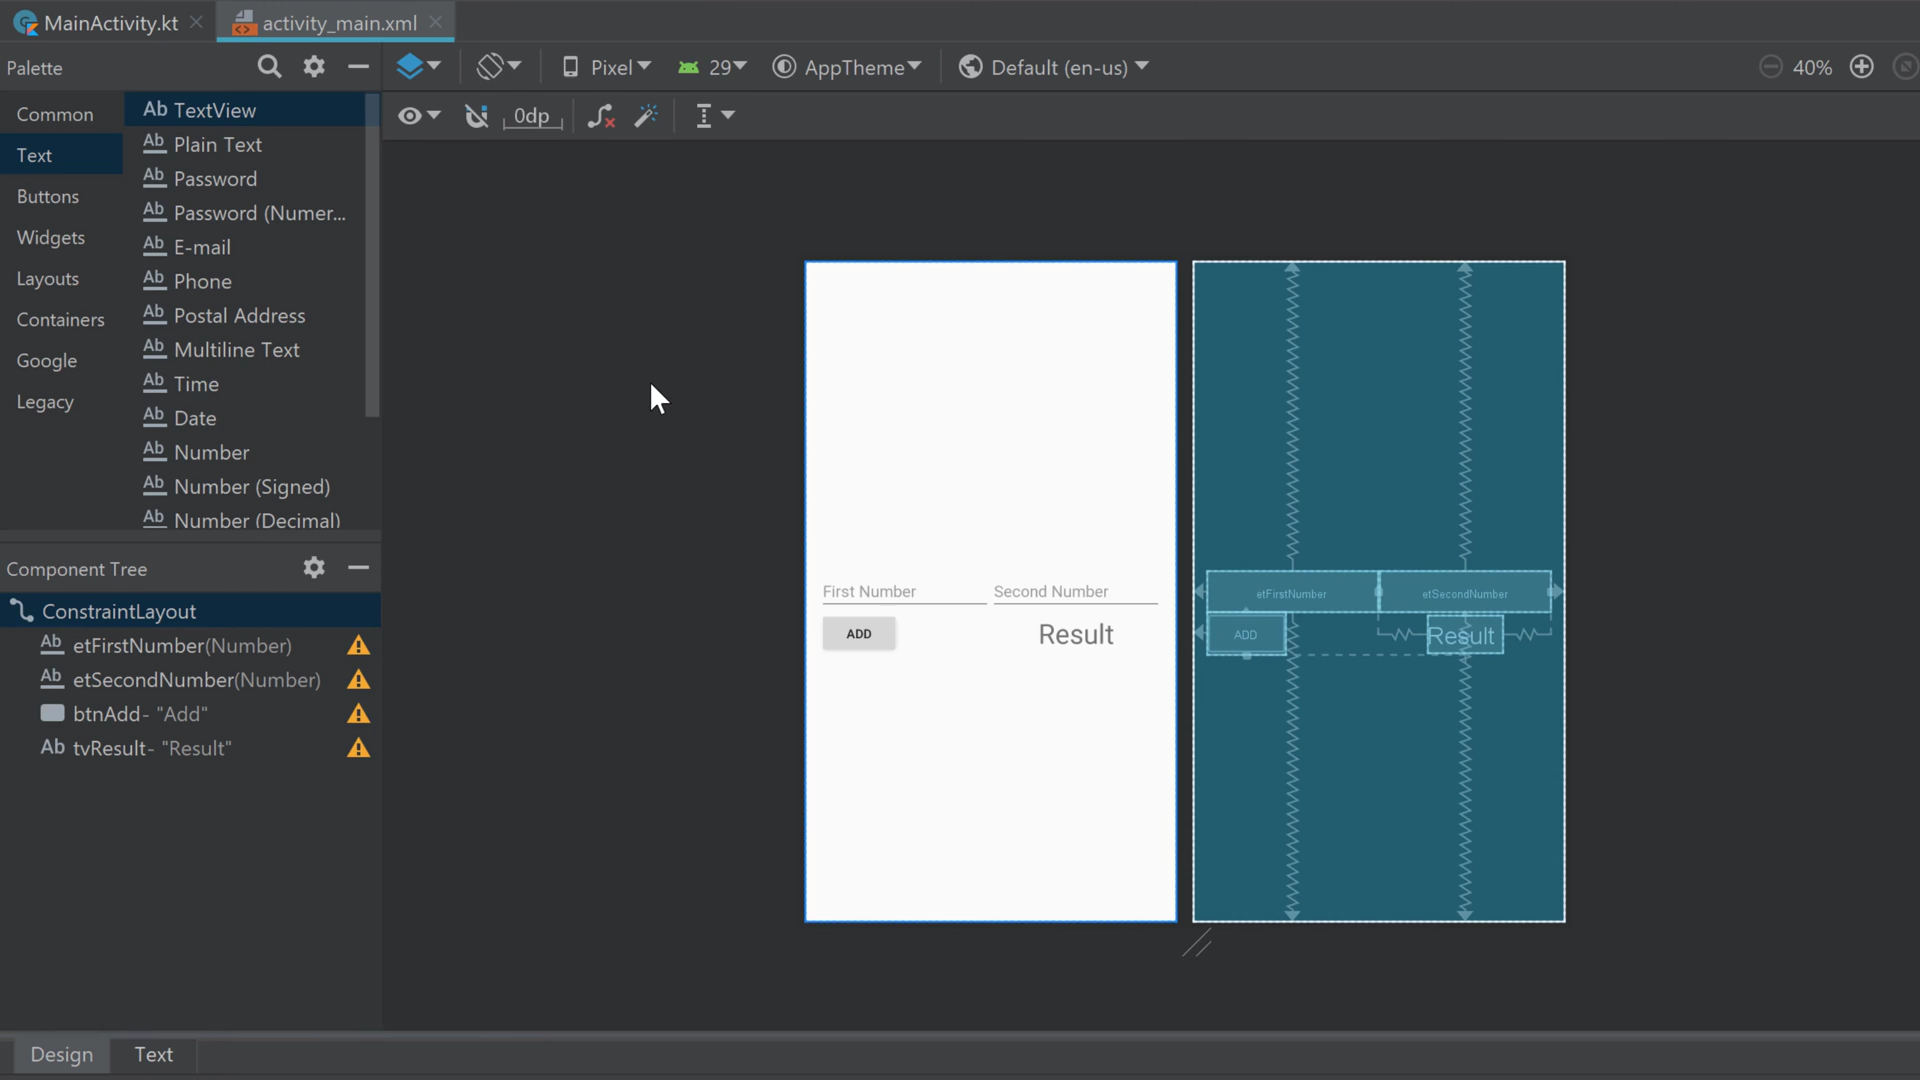 MainActivity.kt
activity_main.xml
Palette
Pixel
29
AppTheme
Default (en-us)
40%
0dp
Common
Text
Buttons
Widgets
Layouts
Containers
Google
Legacy
Ab TextView
Ab Plain Text
Ab Password
Ab Password (Numer...
Ab E-mail
Ab Phone
Ab Postal Address
Ab Multiline Text
Ab Time
Ab Date
Ab Number
Ab Number (Signed)
Ab Number (Decimal)
Component Tree
ConstraintLayout
Ab etFirstNumber(Number)
Ab etSecondNumber(Number)
btnAdd- "Add"
Ab tvResult- "Result"
First Number
Second Number
ADD
Result
etFirstNumber
etSecondNumber
ADD
Result
Design
Text